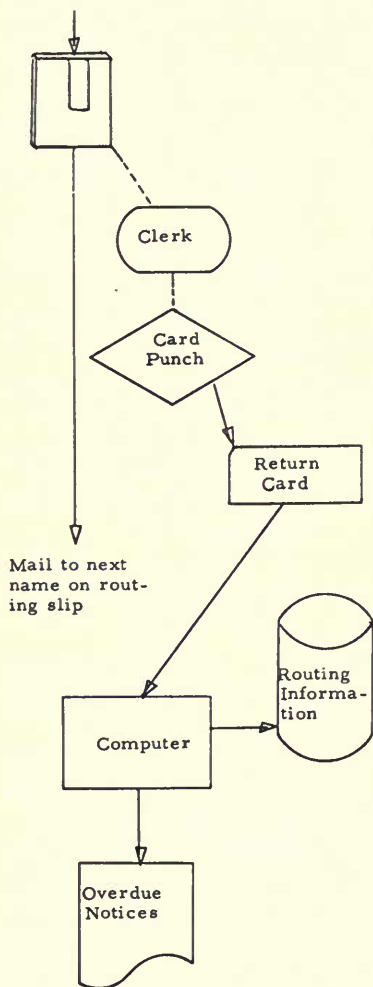 Clerk
Card
Punch
Return
Card
Mail to next
name on rout-
ing slip
Routing
Informa-
tion
Computer
Overdue
Notices